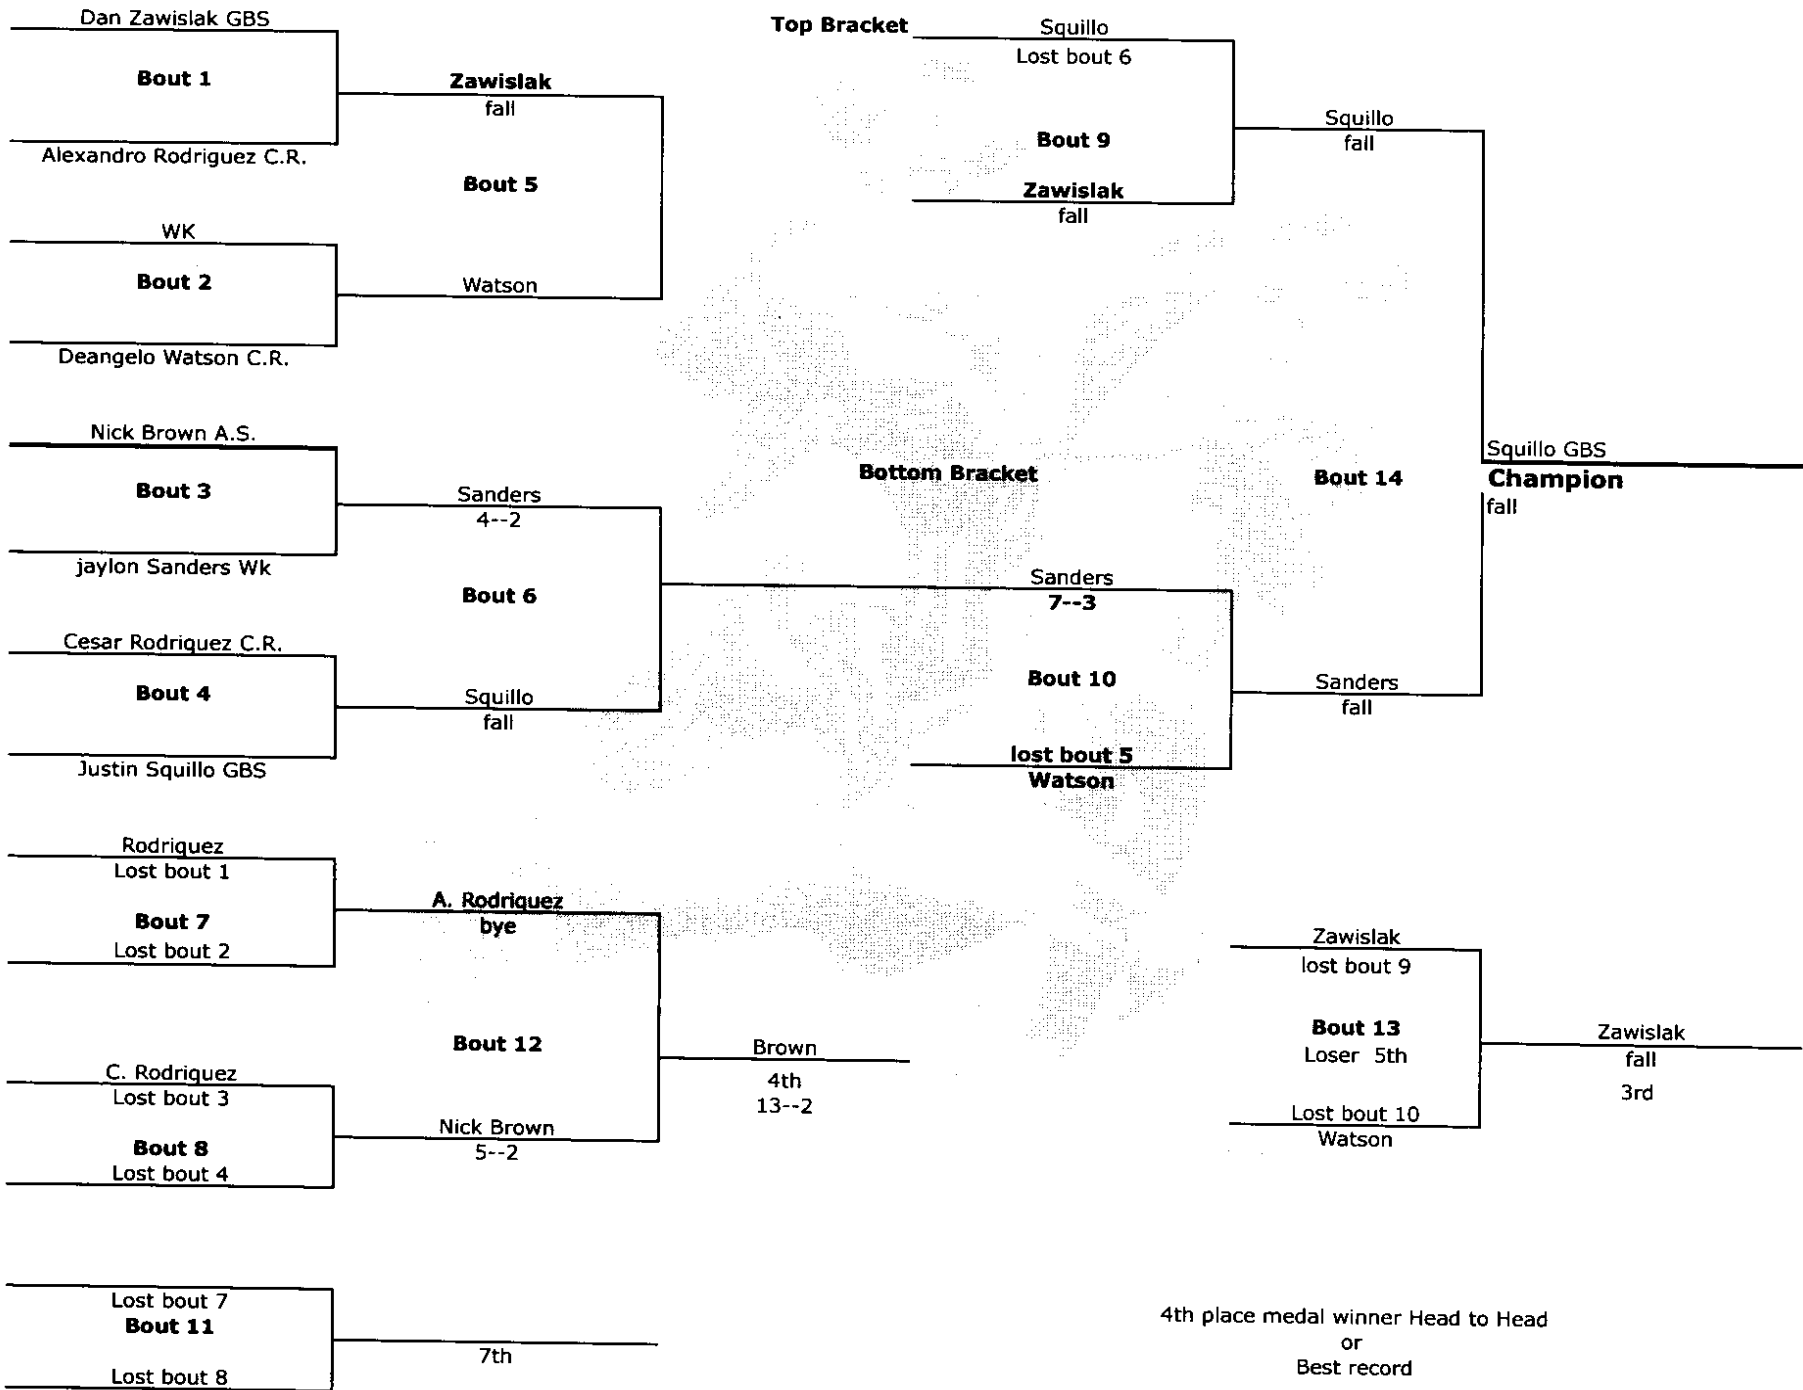 Dan Zawislak GBS
Bout 1
Alexandro Rodriguez C.R.
Zawislak
fall
Bout 5
WK
Bout 2
Deangelo Watson C.R.
Watson
Nick Brown A.S.
Bout 3
jaylon Sanders Wk
Sanders
4--2
Bout 6
Cesar Rodriquez C.R.
Bout 4
Justin Squillo GBS
Squillo
fall
Top Bracket
Squillo
Lost bout 6
Bout 9
Zawislak
fall
Squillo
fall
Bottom Bracket
Bout 14
Squillo GBS
Champion
fall
Sanders
7--3
Bout 10
lost bout 5
Watson
Sanders
fall
Rodriquez
Lost bout 1
Bout 7
Lost bout 2
A. Rodriquez
bye
Bout 12
C. Rodriquez
Lost bout 3
Bout 8
Lost bout 4
Nick Brown
5--2
Brown
4th
13--2
Zawislak
lost bout 9
Bout 13
Loser 5th
Lost bout 10
Watson
Zawislak
fall
3rd
Lost bout 7
Bout 11
Lost bout 8
7th
4th place medal winner Head to Head
or
Best record